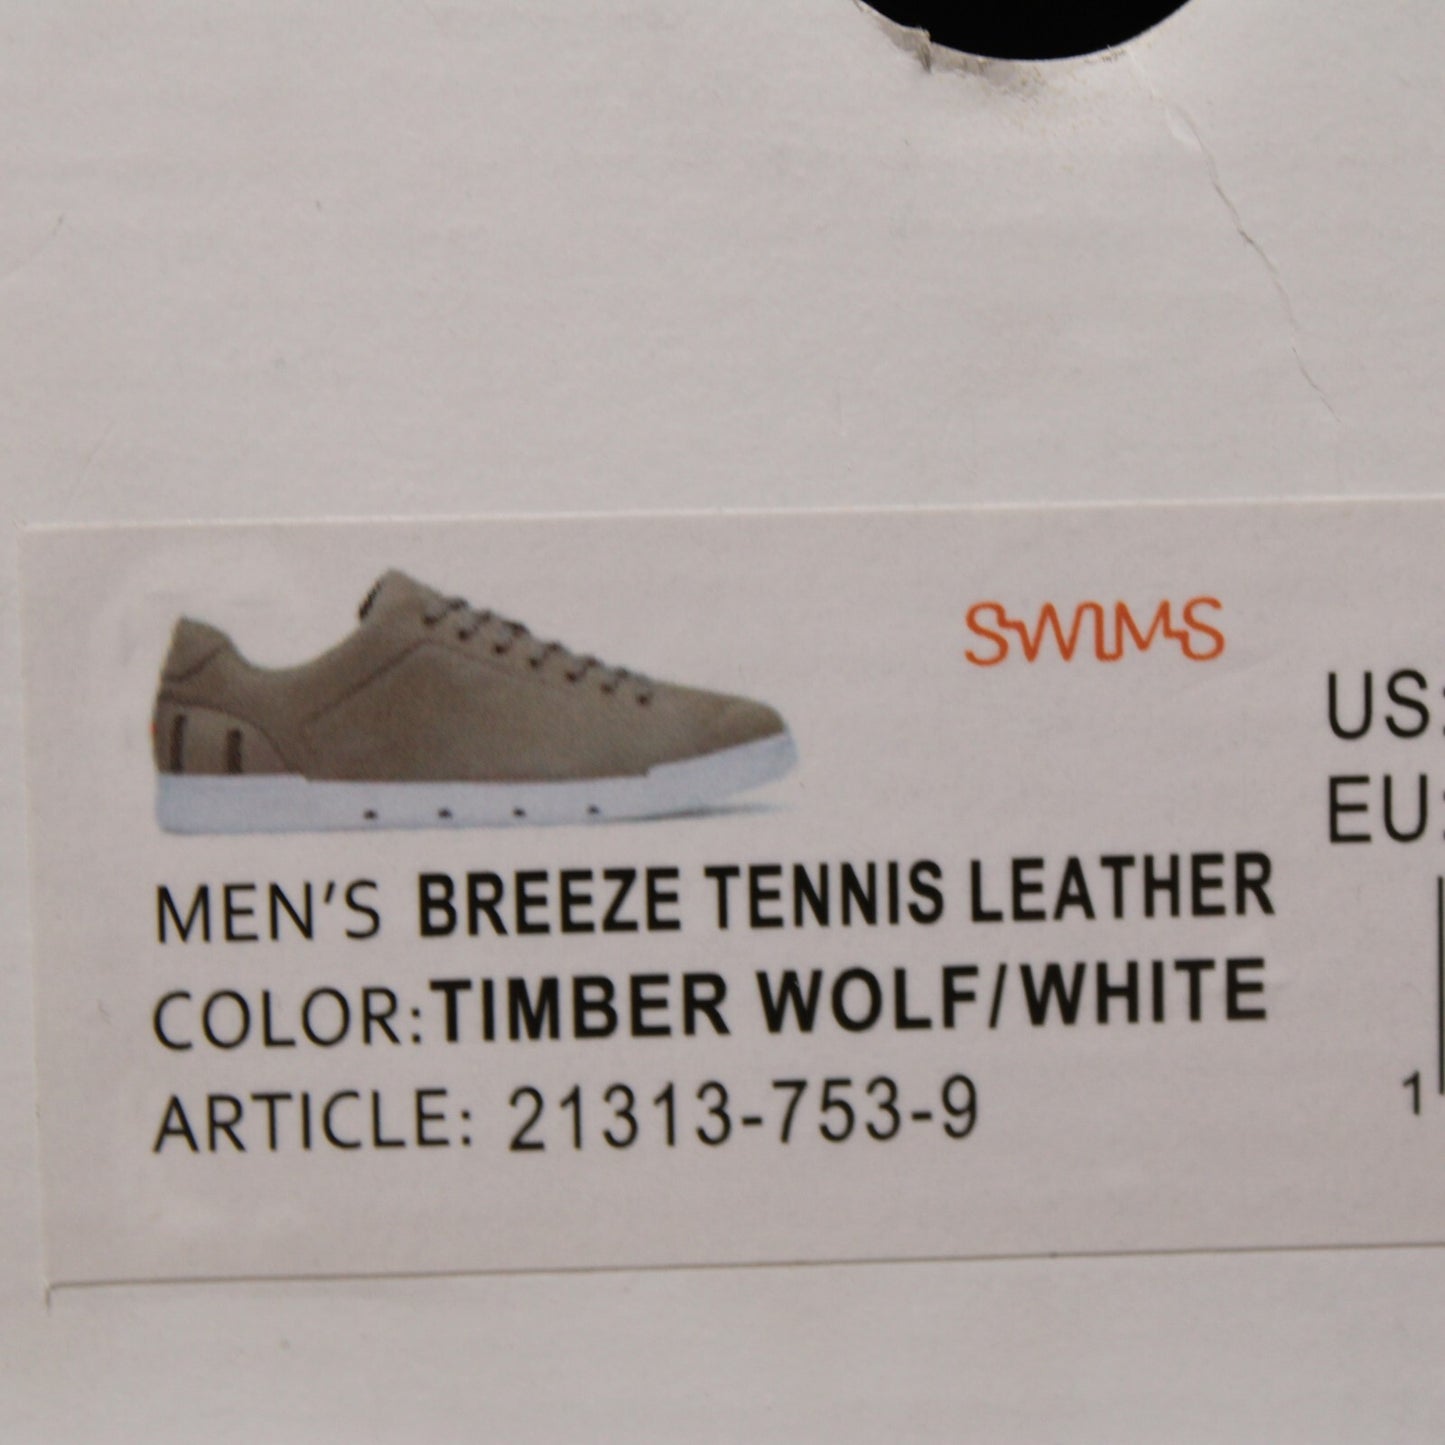 SWIMS
US:
EU:
MEN'S BREEZE TENNIS LEATHER
COLOR:TIMBER WOLF/WHITE
ARTICLE: 21313-753-9
1